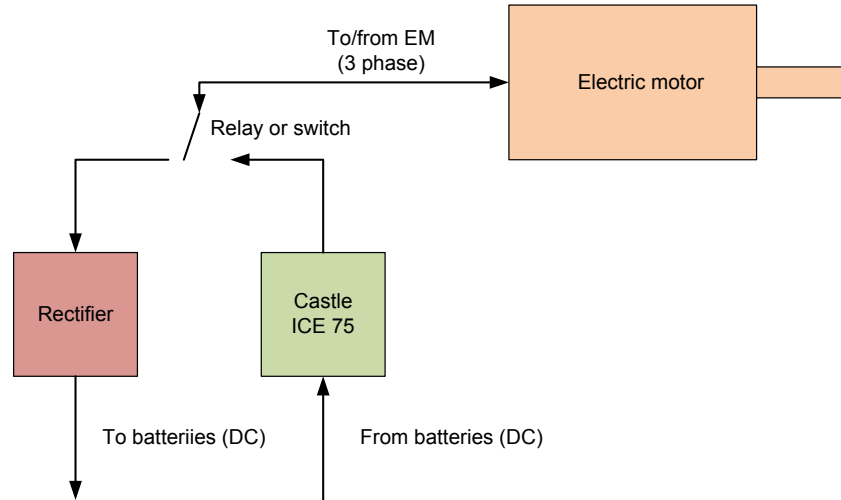 To/from EM
(3 phase)
Electric motor
Relay or switch
Rectifier
Castle
ICE 75
To batteriies (DC)
From batteries (DC)